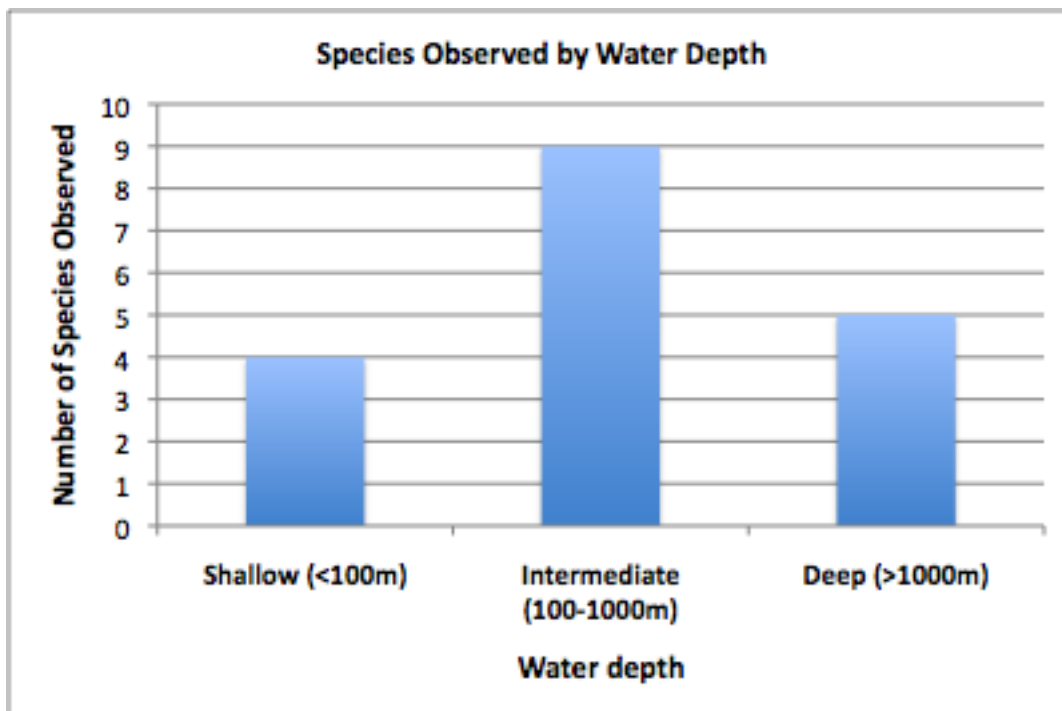 Species Observed by Water Depth
Number of Species Observed
10
9
8
7
6
5
4
3
2
1
0
Shallow (<100m)
Intermediate
(100-1000m)
Deep (>1000m)
Water depth